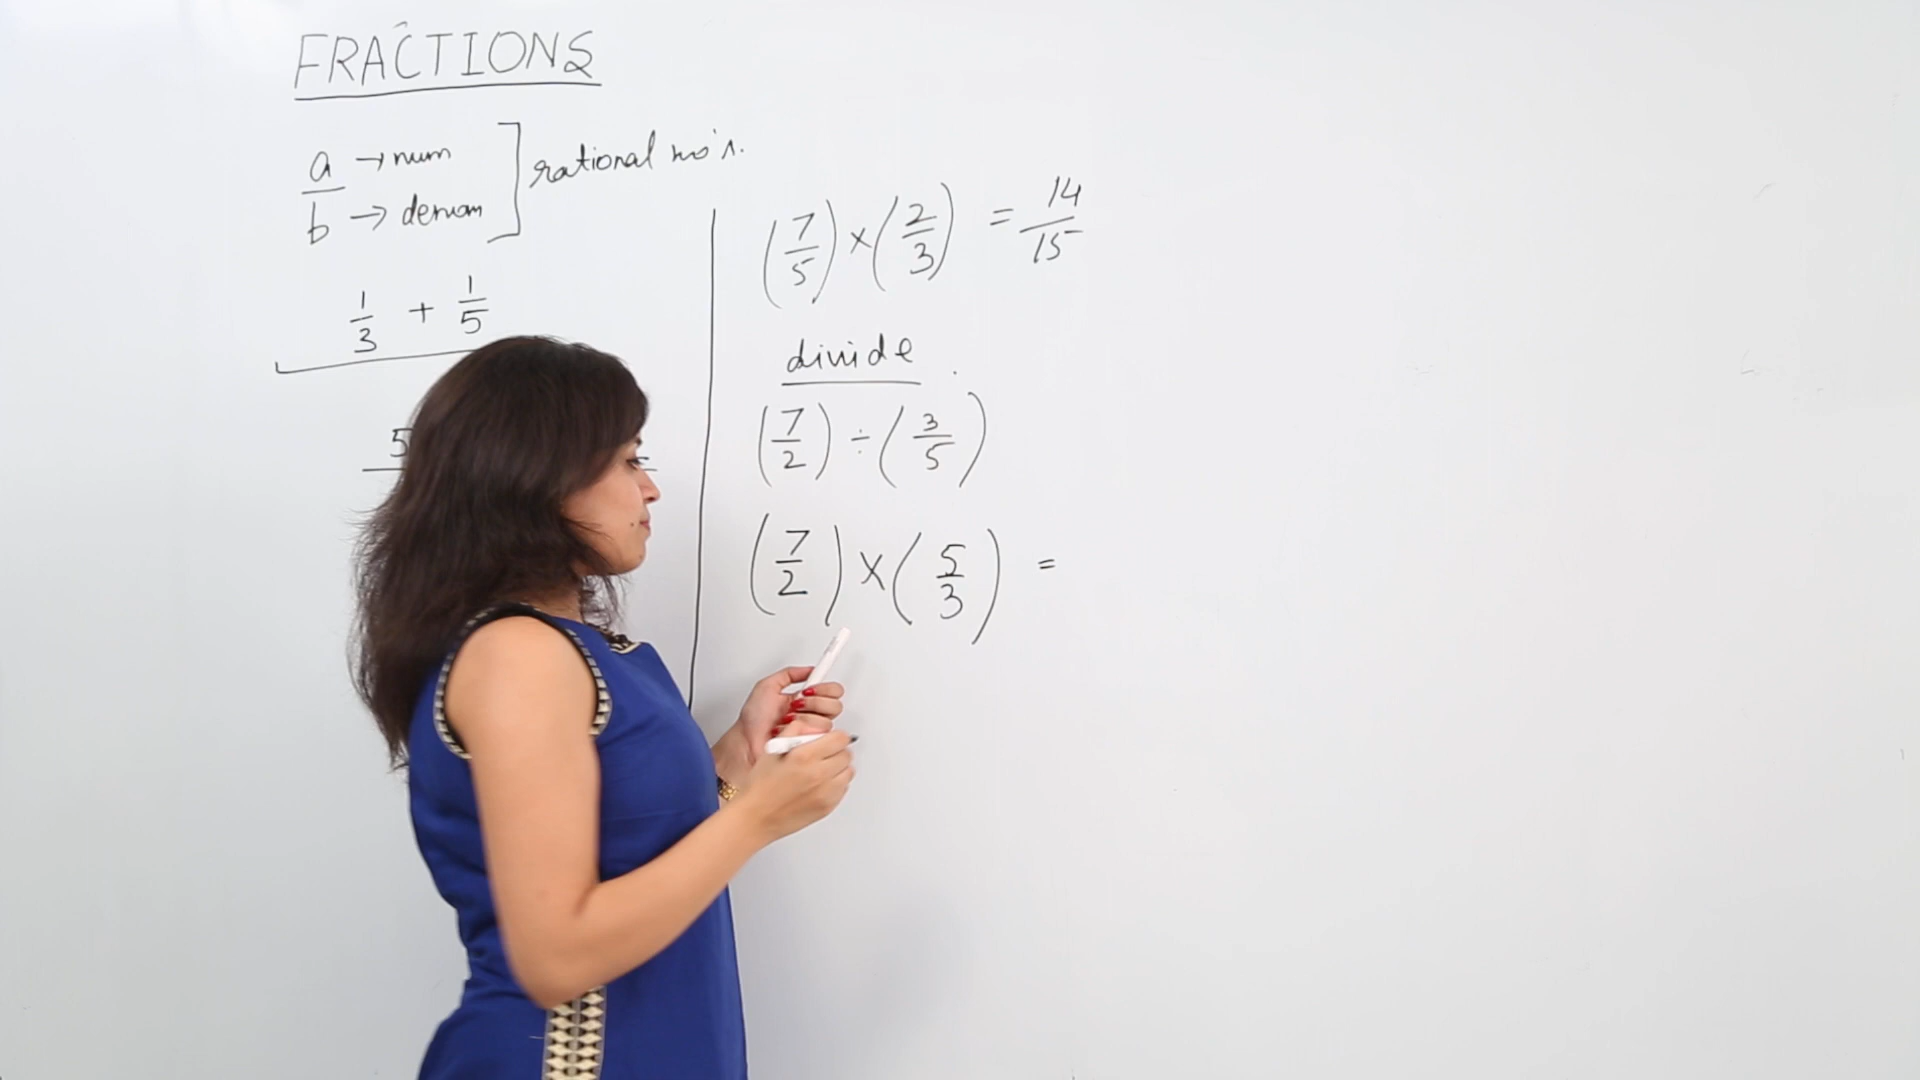 FRACTIONS
a → num
b → denom
rational no's.
1/3 + 1/5
5
(7/5) × (2/3) = 14/15
divide
(7/2) ÷ (3/5)
(7/2) × (5/3) =